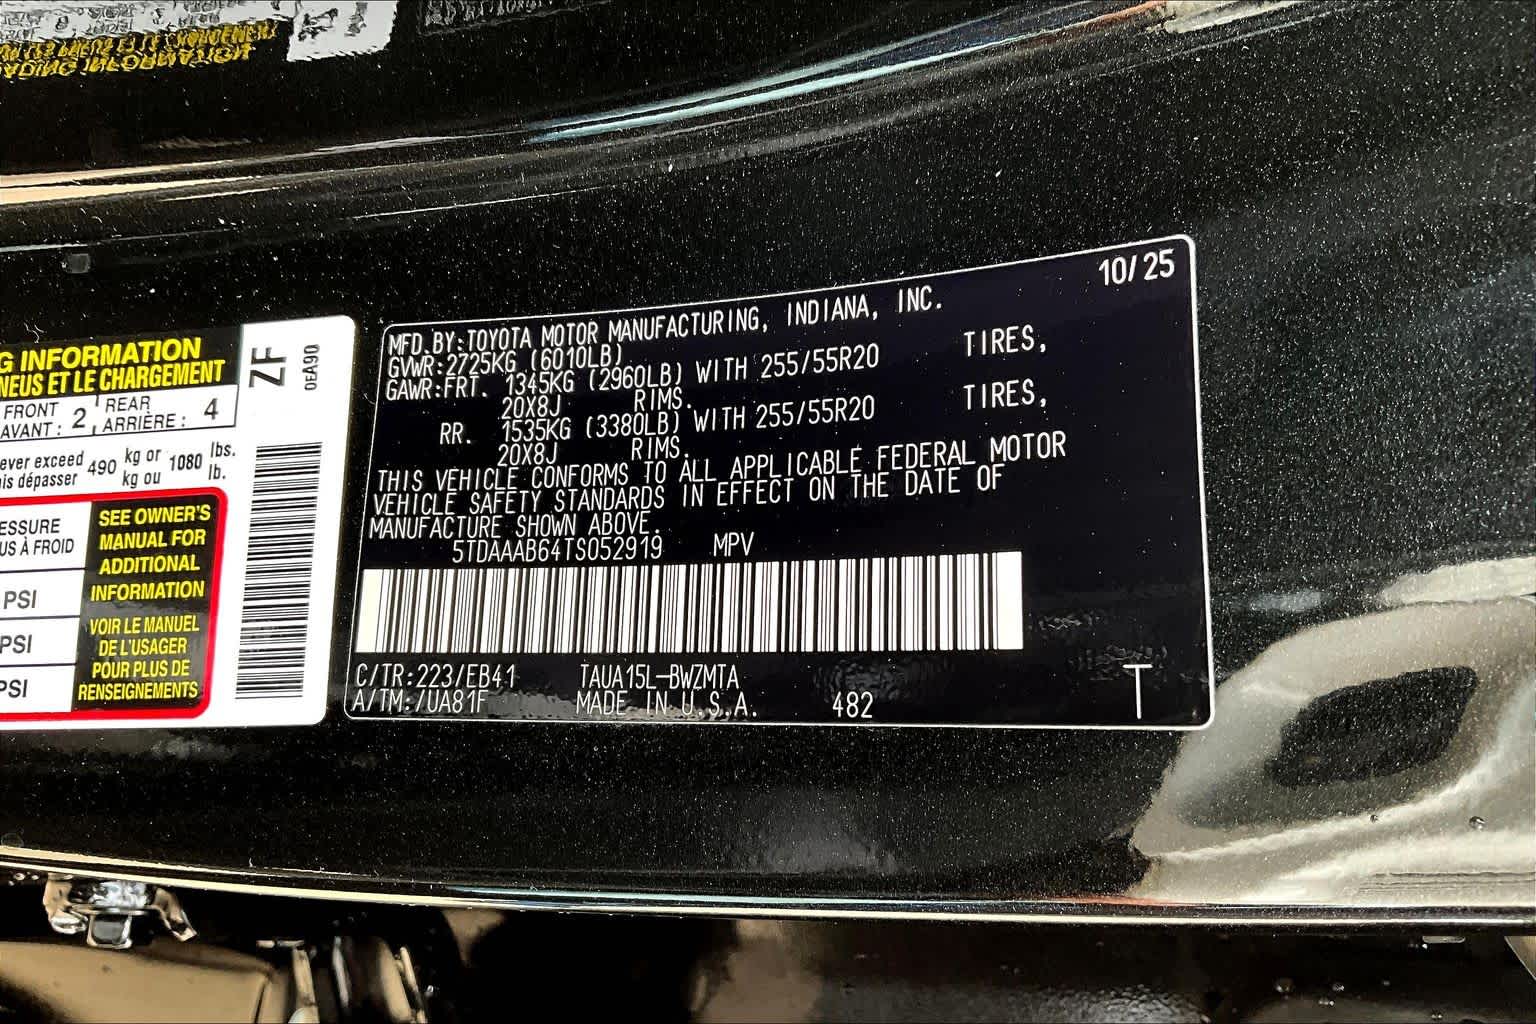 G INFORMATION
NEUS ET LE CHARGEMENT
FRONT 2 REAR 4
AVANT : ARRIÈRE :
ever exceed 490 kg or 1080 lbs.
ais dépasser kg ou lb.
ESSURE
US À FROID
PSI
PSI
PSI
SEE OWNER'S
MANUAL FOR
ADDITIONAL
INFORMATION
VOIR LE MANUEL
DE L'USAGER
POUR PLUS DE
RENSEIGNEMENTS
ZF
0EA90
10/25
MFD.BY:TOYOTA MOTOR MANUFACTURING, INDIANA, INC.
GVWR:2725KG (6010LB)
GAWR:FRT. 1345KG (2960LB) WITH 255/55R20 TIRES,
20X8J RIMS.
RR. 1535KG (3380LB) WITH 255/55R20 TIRES,
20X8J RIMS.
THIS VEHICLE CONFORMS TO ALL APPLICABLE FEDERAL MOTOR
VEHICLE SAFETY STANDARDS IN EFFECT ON THE DATE OF
MANUFACTURE SHOWN ABOVE.
5TDAAAB64TS052919 MPV
C/TR:223/EB41 TAUA15L-BWZMTA
A/TM:/UA81F MADE IN U.S.A. 482 T